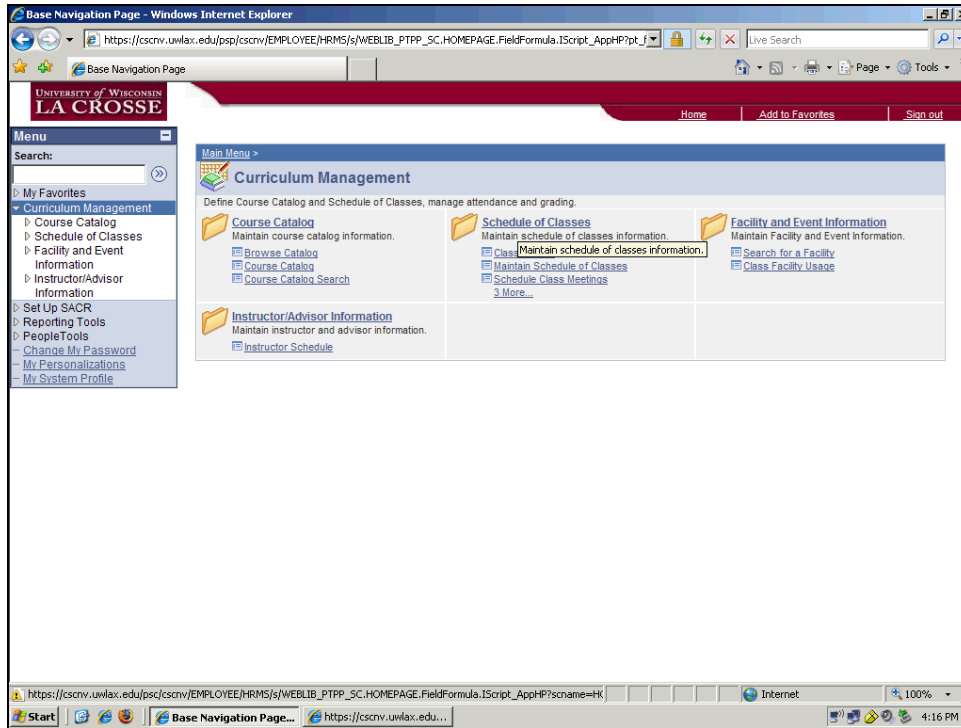 Base Navigation Page - Windows Internet Explorer
https://cscnv.uwlax.edu/psp/cscnv/EMPLOYEE/HRMS/s/WEBLIB_PTPP_SC.HOMEPAGE.FieldFormula.IScript_AppHP?pt_f
Live Search
Base Navigation Page
Page
Tools
UNIVERSITY of WISCONSIN
LA CROSSE
Home
Add to Favorites
Sign out
Menu
Search:
My Favorites
Curriculum Management
Course Catalog
Schedule of Classes
Facility and Event
Information
Instructor/Advisor
Information
Set Up SACR
Reporting Tools
PeopleTools
Change My Password
My Personalizations
My System Profile
Main Menu >
Curriculum Management
Define Course Catalog and Schedule of Classes, manage attendance and grading.
Course Catalog
Maintain course catalog information.
Browse Catalog
Course Catalog
Course Catalog Search
Schedule of Classes
Maintain schedule of classes information.
Class
Maintain schedule of classes information.
Maintain Schedule of Classes
Schedule Class Meetings
3 More...
Facility and Event Information
Maintain Facility and Event Information.
Search for a Facility
Class Facility Usage
Instructor/Advisor Information
Maintain instructor and advisor information.
Instructor Schedule
https://cscnv.uwlax.edu/psc/cscnv/EMPLOYEE/HRMS/s/WEBLIB_PTPP_SC.HOMEPAGE.FieldFormula.IScript_AppHP?scname=H
Internet
100%
Start
Base Navigation Page...
https://cscnv.uwlax.edu...
4:16 PM